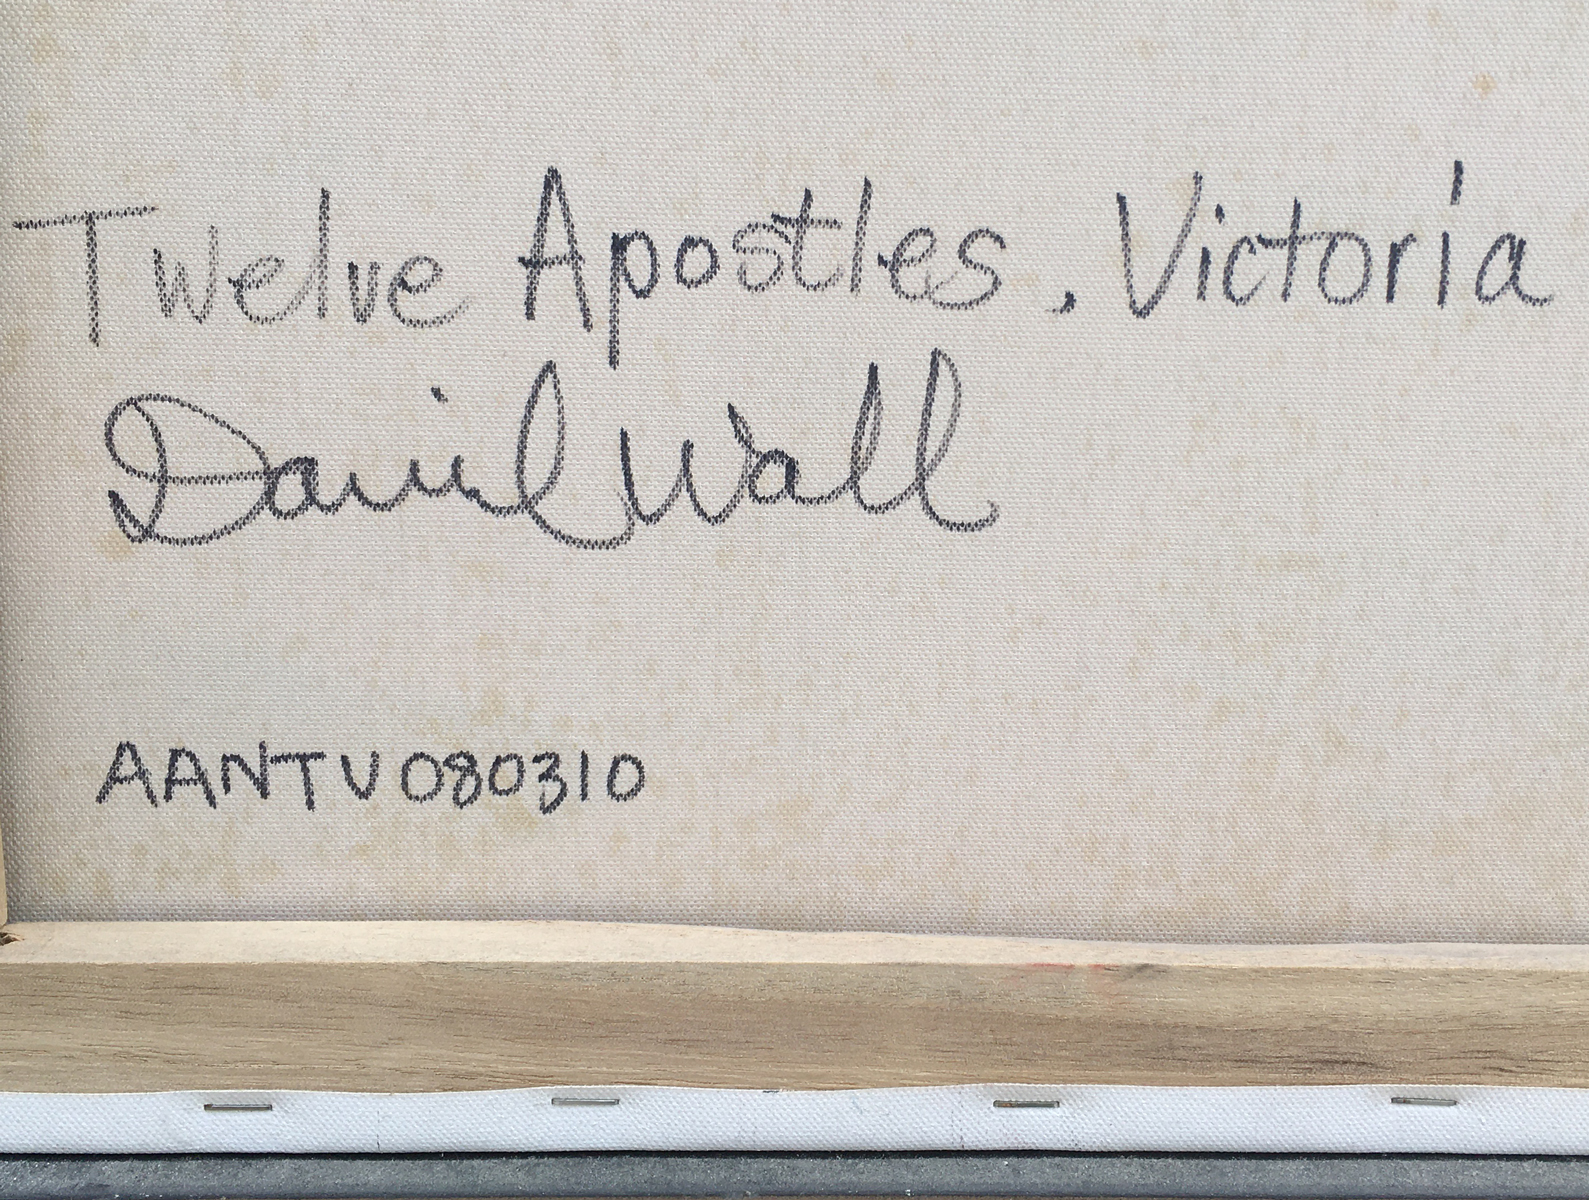 Twelve Apostles, Victoria
Daniel Wall
AANTV080310